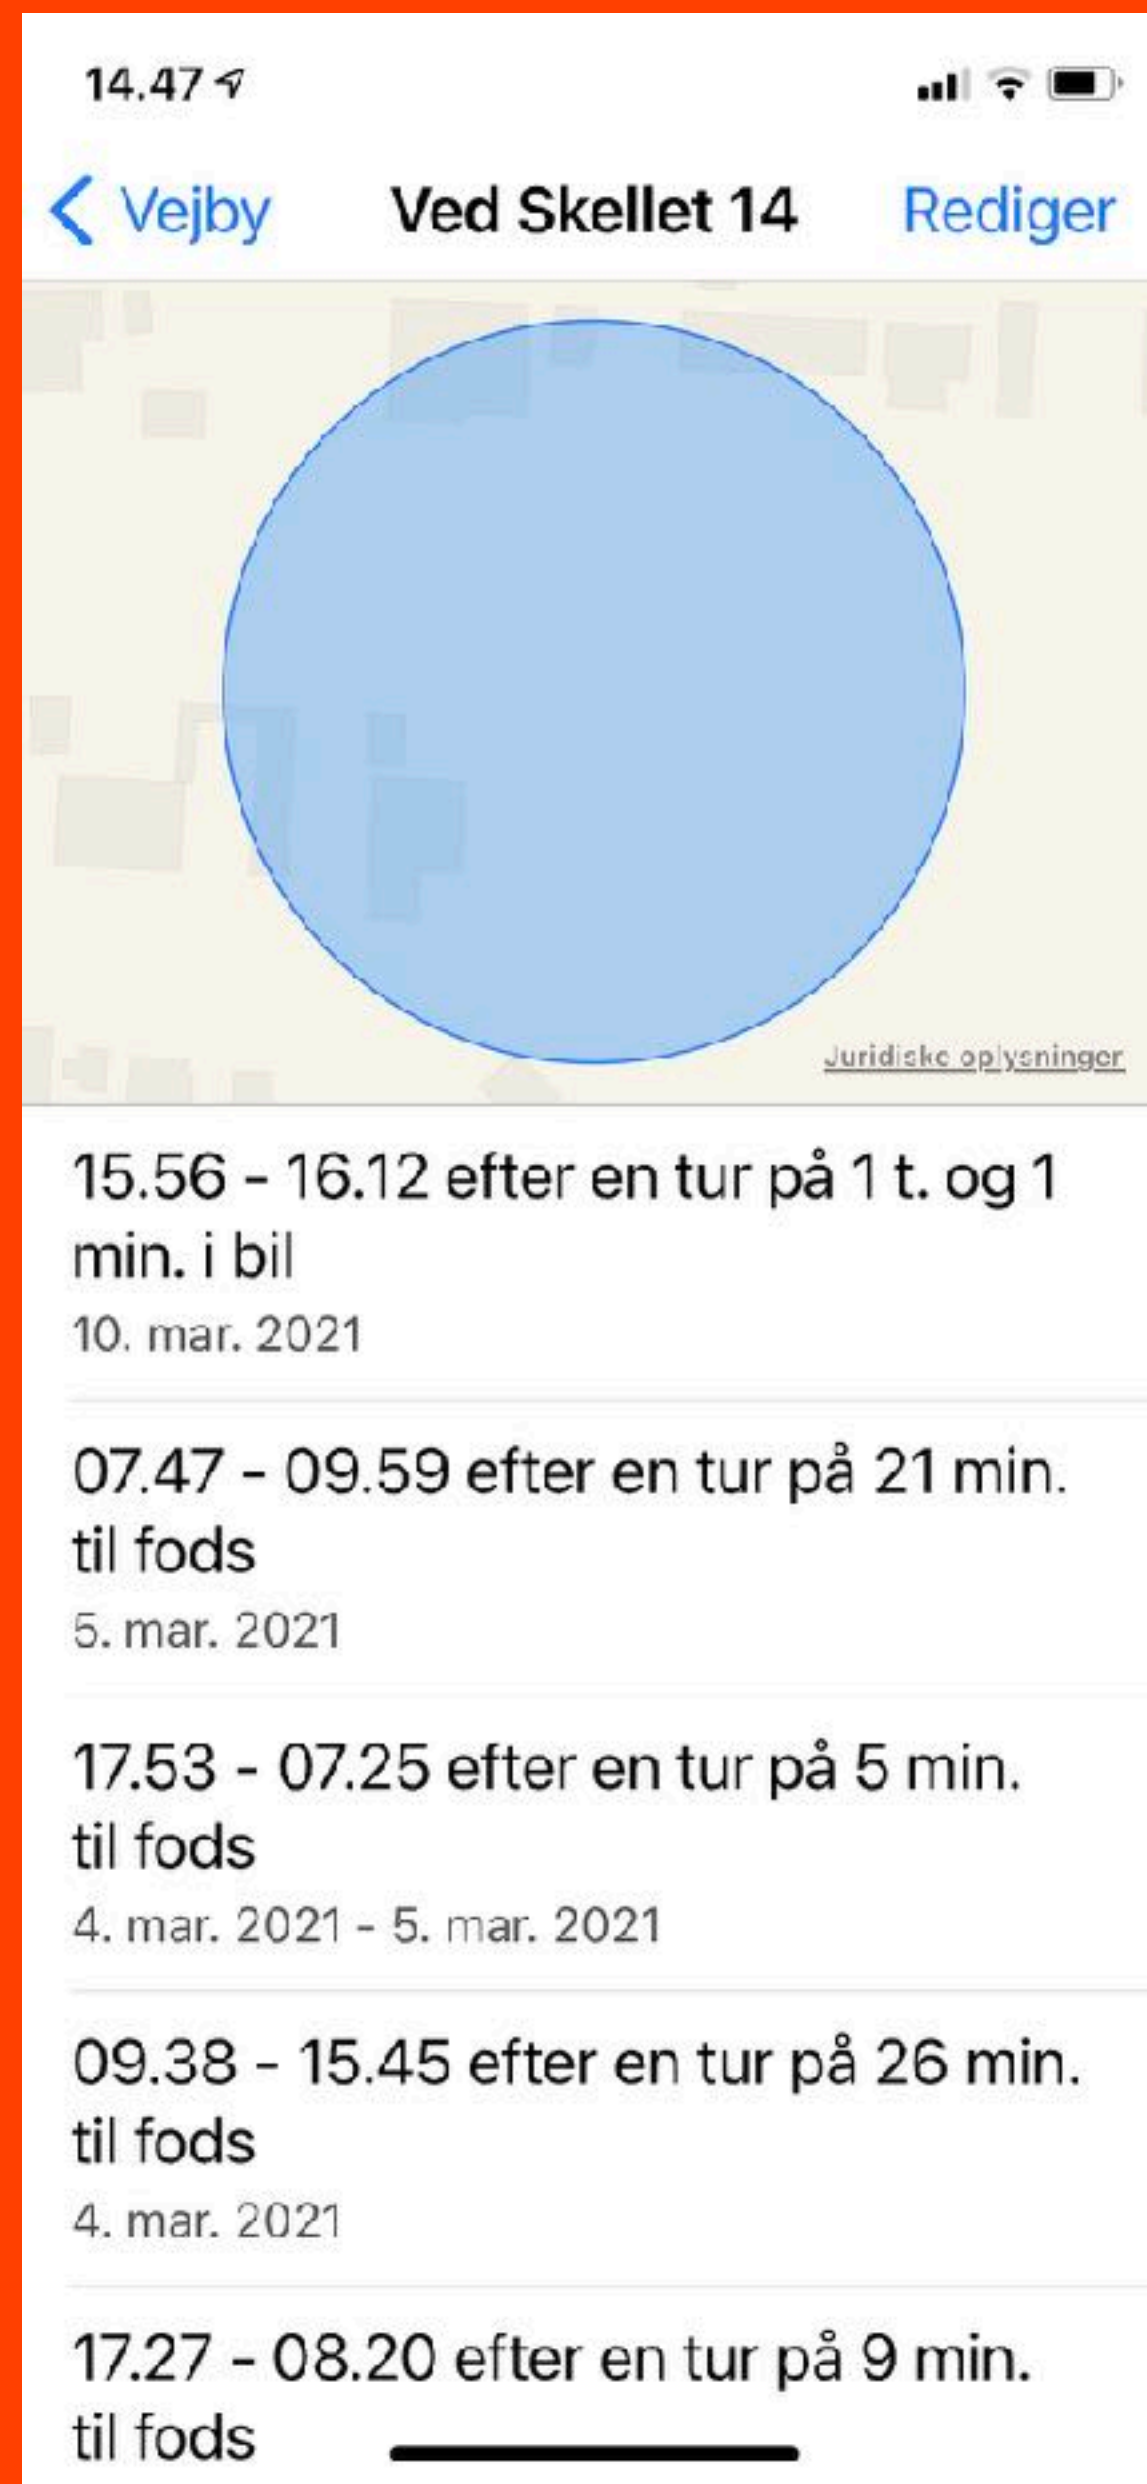 14.47
Vejby
Ved Skellet 14
Rediger
Juridiske oplysninger
15.56 - 16.12 efter en tur på 1 t. og 1
min. i bil
10. mar. 2021
07.47 - 09.59 efter en tur på 21 min.
til fods
5. mar. 2021
17.53 - 07.25 efter en tur på 5 min.
til fods
4. mar. 2021 - 5. mar. 2021
09.38 - 15.45 efter en tur på 26 min.
til fods
4. mar. 2021
17.27 - 08.20 efter en tur på 9 min.
til fods